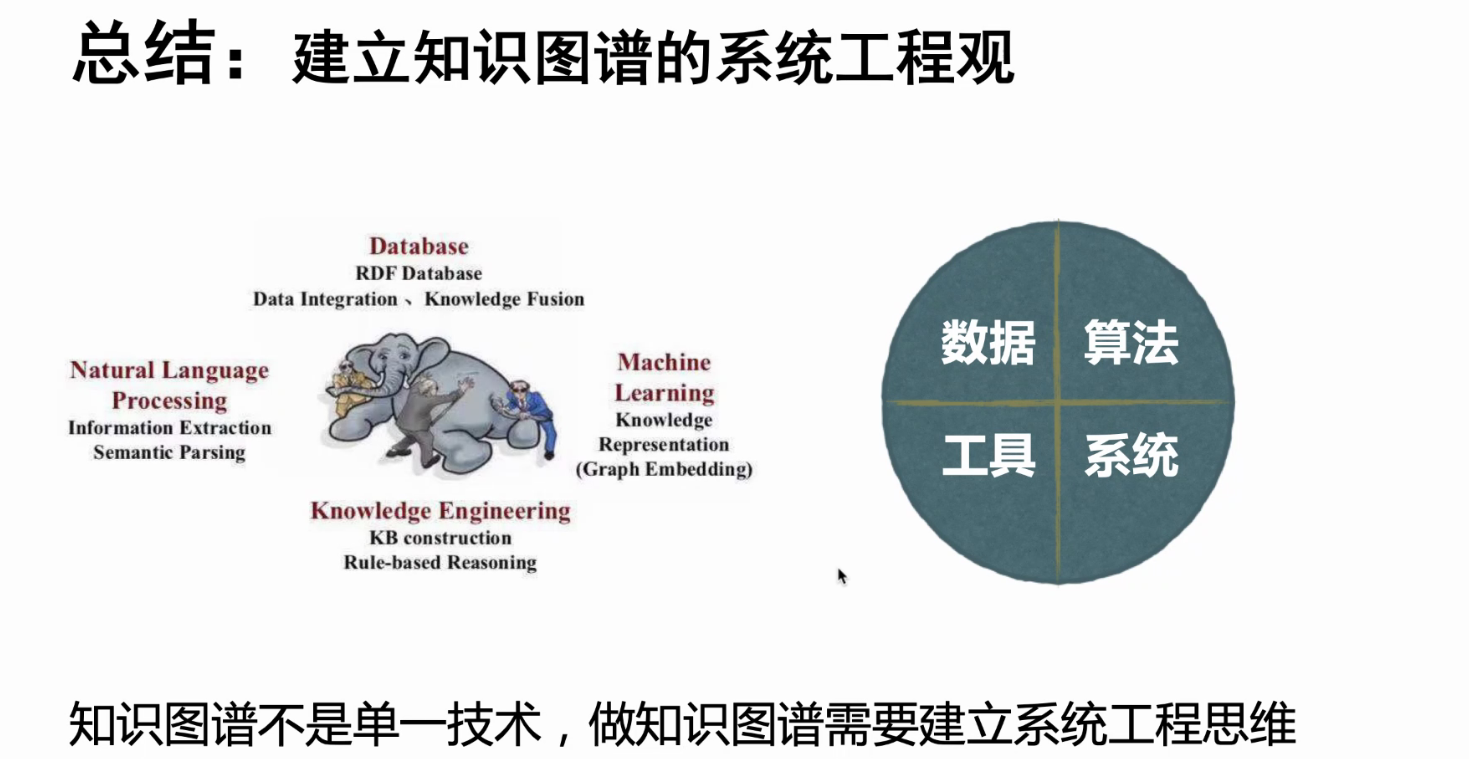 总结：建立知识图谱的系统工程观
Database
RDF Database
Data Integration 、 Knowledge Fusion
Natural Language
Processing
Information Extraction
Semantic Parsing
Machine
Learning
Knowledge
Representation
(Graph Embedding)
Knowledge Engineering
KB construction
Rule-based Reasoning
数据 算法
工具 系统
知识图谱不是单一技术，做知识图谱需要建立系统工程思维